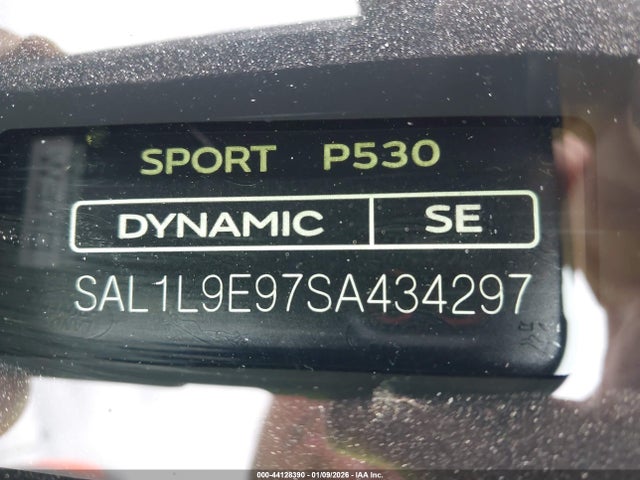 SPORT P530
DYNAMIC SE
SAL1L9E97SA434297
000-44128390 - 01/09/2026 - IAA Inc.